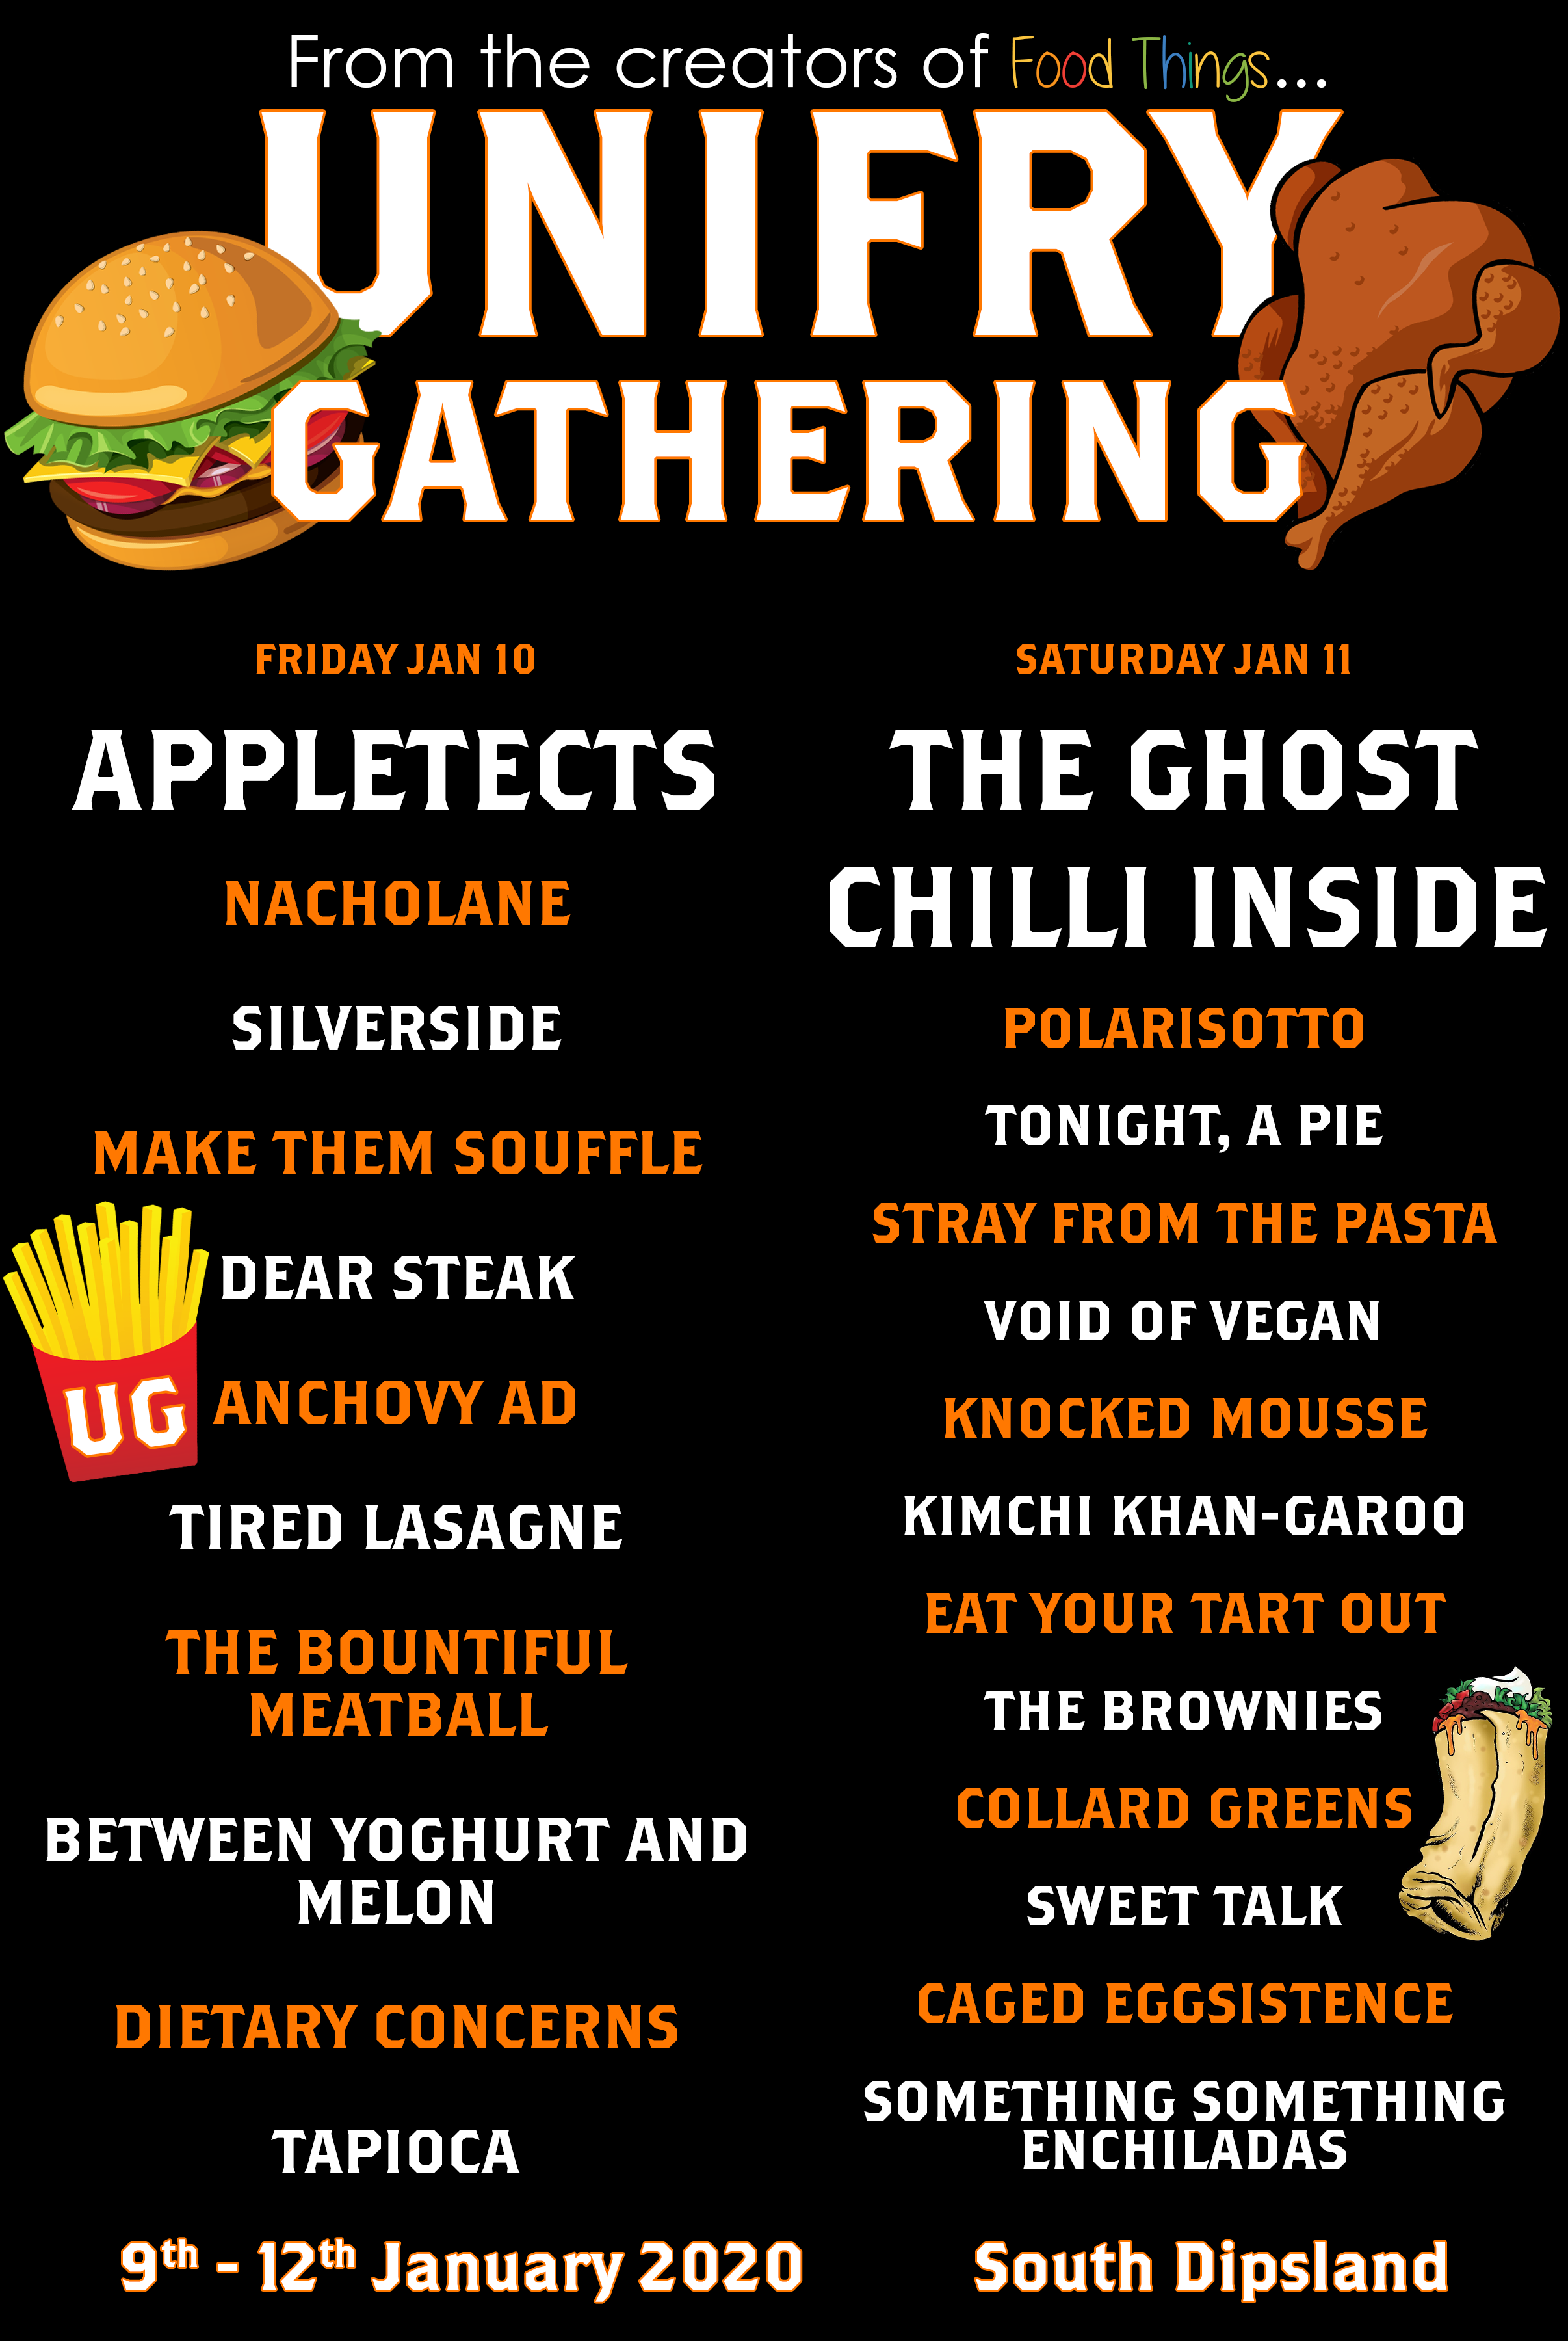 From the creators of Food Things...
UNIFRY
GATHERING
FRIDAY JAN 10
APPLETECTS
NACHOLANE
SILVERSIDE
MAKE THEM SOUFFLE
DEAR STEAK
ANCHOVY AD
UG
TIRED LASAGNE
THE BOUNTIFUL
MEATBALL
BETWEEN YOGHURT AND
MELON
DIETARY CONCERNS
TAPIOCA
SATURDAY JAN 11
THE GHOST
CHILLI INSIDE
POLARISOTTO
TONIGHT, A PIE
STRAY FROM THE PASTA
VOID OF VEGAN
KNOCKED MOUSSE
KIMCHI KHAN-GAROO
EAT YOUR TART OUT
THE BROWNIES
COLLARD GREENS
SWEET TALK
CAGED EGGSISTENCE
SOMETHING SOMETHING
ENCHILADAS
9th - 12th January 2020
South Dipsland